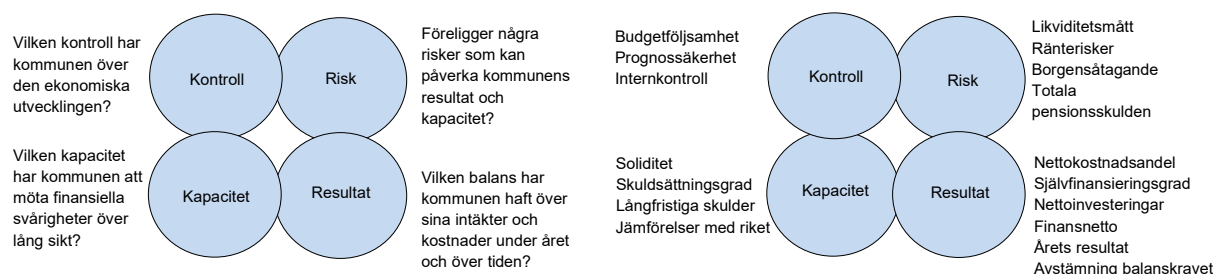 Vilken kontroll har
kommunen över
den ekonomiska
utvecklingen?
Kontroll
Risk
Föreligger några
risker som kan
påverka kommunens
resultat och
kapacitet?
Vilken kapacitet
har kommunen att
möta finansiella
svårigheter över
lång sikt?
Kapacitet
Resultat
Vilken balans har
kommunen haft över
sina intäkter och
kostnader under året
och över tiden?
Budgetföljsamhet
Prognossäkerhet
Internkontroll
Kontroll
Risk
Likviditetsmått
Ränterisker
Borgensåtagande
Totala
pensionsskulden
Soliditet
Skuldsättningsgrad
Långfristiga skulder
Jämförelser med riket
Kapacitet
Resultat
Nettokostnadsandel
Självfinansieringsgrad
Nettoinvesteringar
Finansnetto
Årets resultat
Avstämning balanskravet